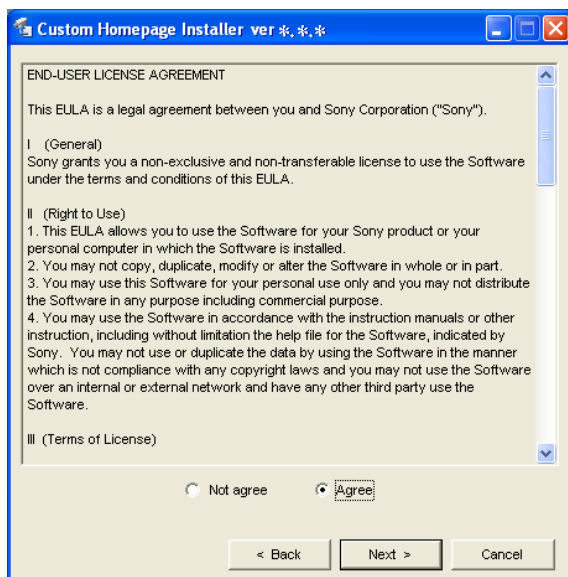 Custom Homepage Installer ver *.*.*
END-USER LICENSE AGREEMENT
This EULA is a legal agreement between you and Sony Corporation ("Sony").
I (General)
Sony grants you a non-exclusive and non-transferable license to use the Software
under the terms and conditions of this EULA.
II (Right to Use)
1. This EULA allows you to use the Software for your Sony product or your
personal computer in which the Software is installed.
2. You may not copy, duplicate, modify or alter the Software in whole or in part.
3. You may use this Software for your personal use only and you may not distribute
the Software in any purpose including commercial purpose.
4. You may use the Software in accordance with the instruction manuals or other
instruction, including without limitation the help file for the Software, indicated by
Sony. You may not use or duplicate the data by using the Software in the manner
which is not compliance with any copyright laws and you may not use the Software
over an internal or external network and have any other third party use the
Software.
III (Terms of License)
Not agree Agree
< Back Next > Cancel